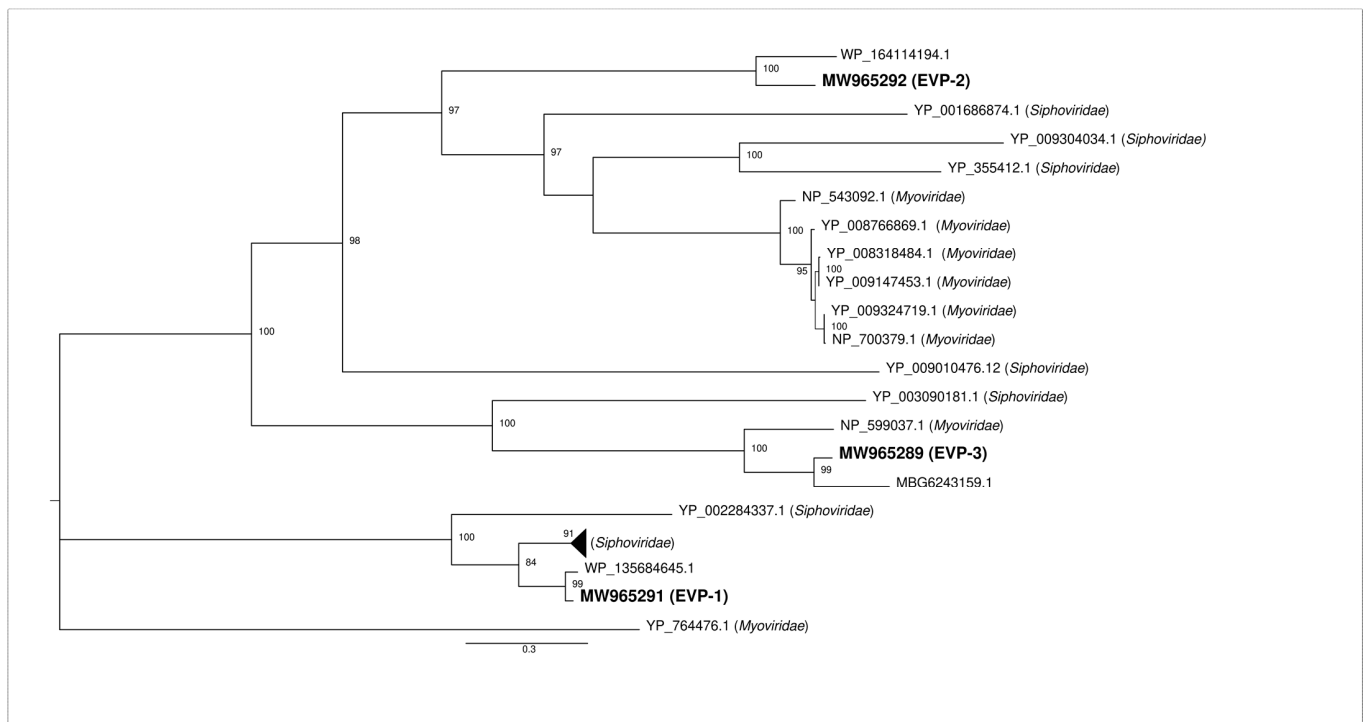 WP_164114194.1
100
MW965292 (EVP-2)
97
YP_001686874.1 (Siphoviridae)
YP_009304034.1 (Siphoviridae)
97
100
YP_355412.1 (Siphoviridae)
NP_543092.1 (Myoviridae)
YP_008766869.1 (Myoviridae)
100
98
YP_008318484.1 (Myoviridae)
95
100
YP_009147453.1 (Myoviridae)
YP_009324719.1 (Myoviridae)
100
100
NP_700379.1 (Myoviridae)
YP_009010476.12 (Siphoviridae)
YP_003090181.1 (Siphoviridae)
100
NP_599037.1 (Myoviridae)
100
MW965289 (EVP-3)
99
MBG6243159.1
YP_002284337.1 (Siphoviridae)
100
91
(Siphoviridae)
84
WP_135684645.1
99
MW965291 (EVP-1)
YP_764476.1 (Myoviridae)
0.3